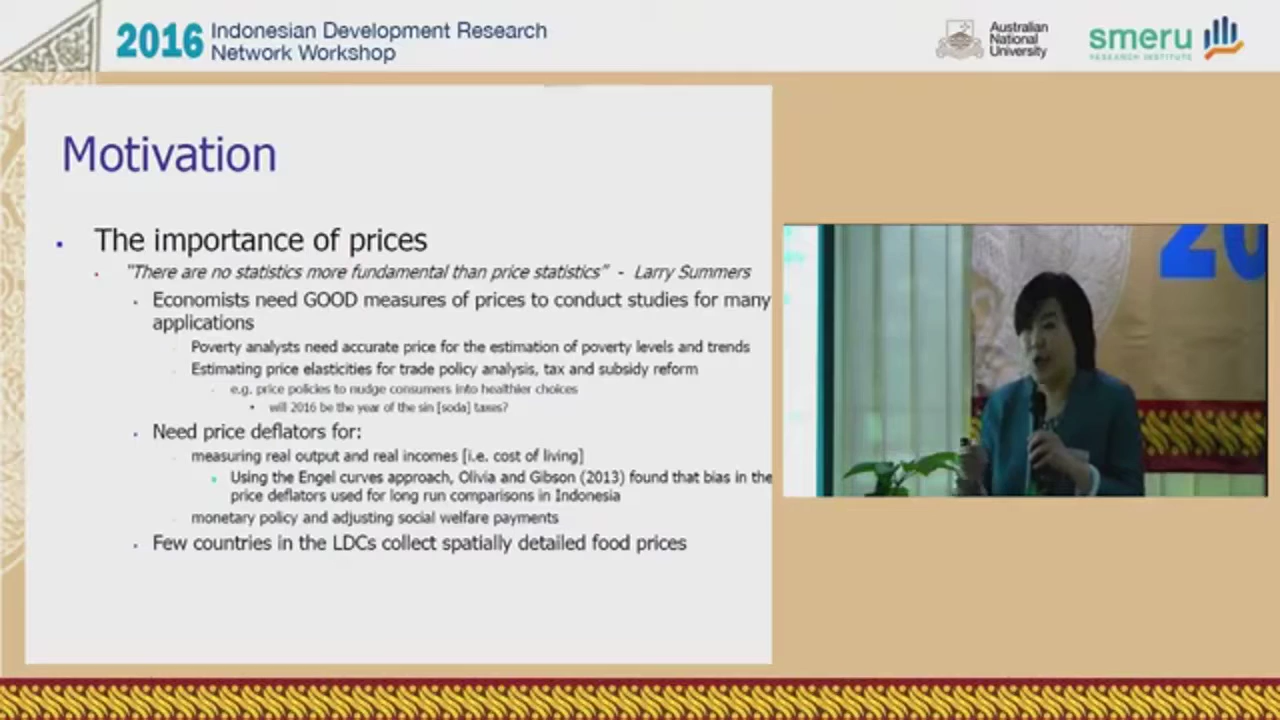 2016 Indonesian Development Research
Network Workshop
Australian
National
University
smeru
RESEARCH INSTITUTE
Motivation
The importance of prices
"There are no statistics more fundamental than price statistics" - Larry Summers
Economists need GOOD measures of prices to conduct studies for many
applications
Poverty analysts need accurate price for the estimation of poverty levels and trends
Estimating price elasticities for trade policy analysis, tax and subsidy reform
e.g. price policies to nudge consumers into healthier choices
will 2016 be the year of the sin [soda] taxes?
Need price deflators for:
measuring real output and real incomes [i.e. cost of living]
Using the Engel curves approach, Olivia and Gibson (2013) found that bias in the
price deflators used for long run comparisons in Indonesia
monetary policy and adjusting social welfare payments
Few countries in the LDCs collect spatially detailed food prices
20